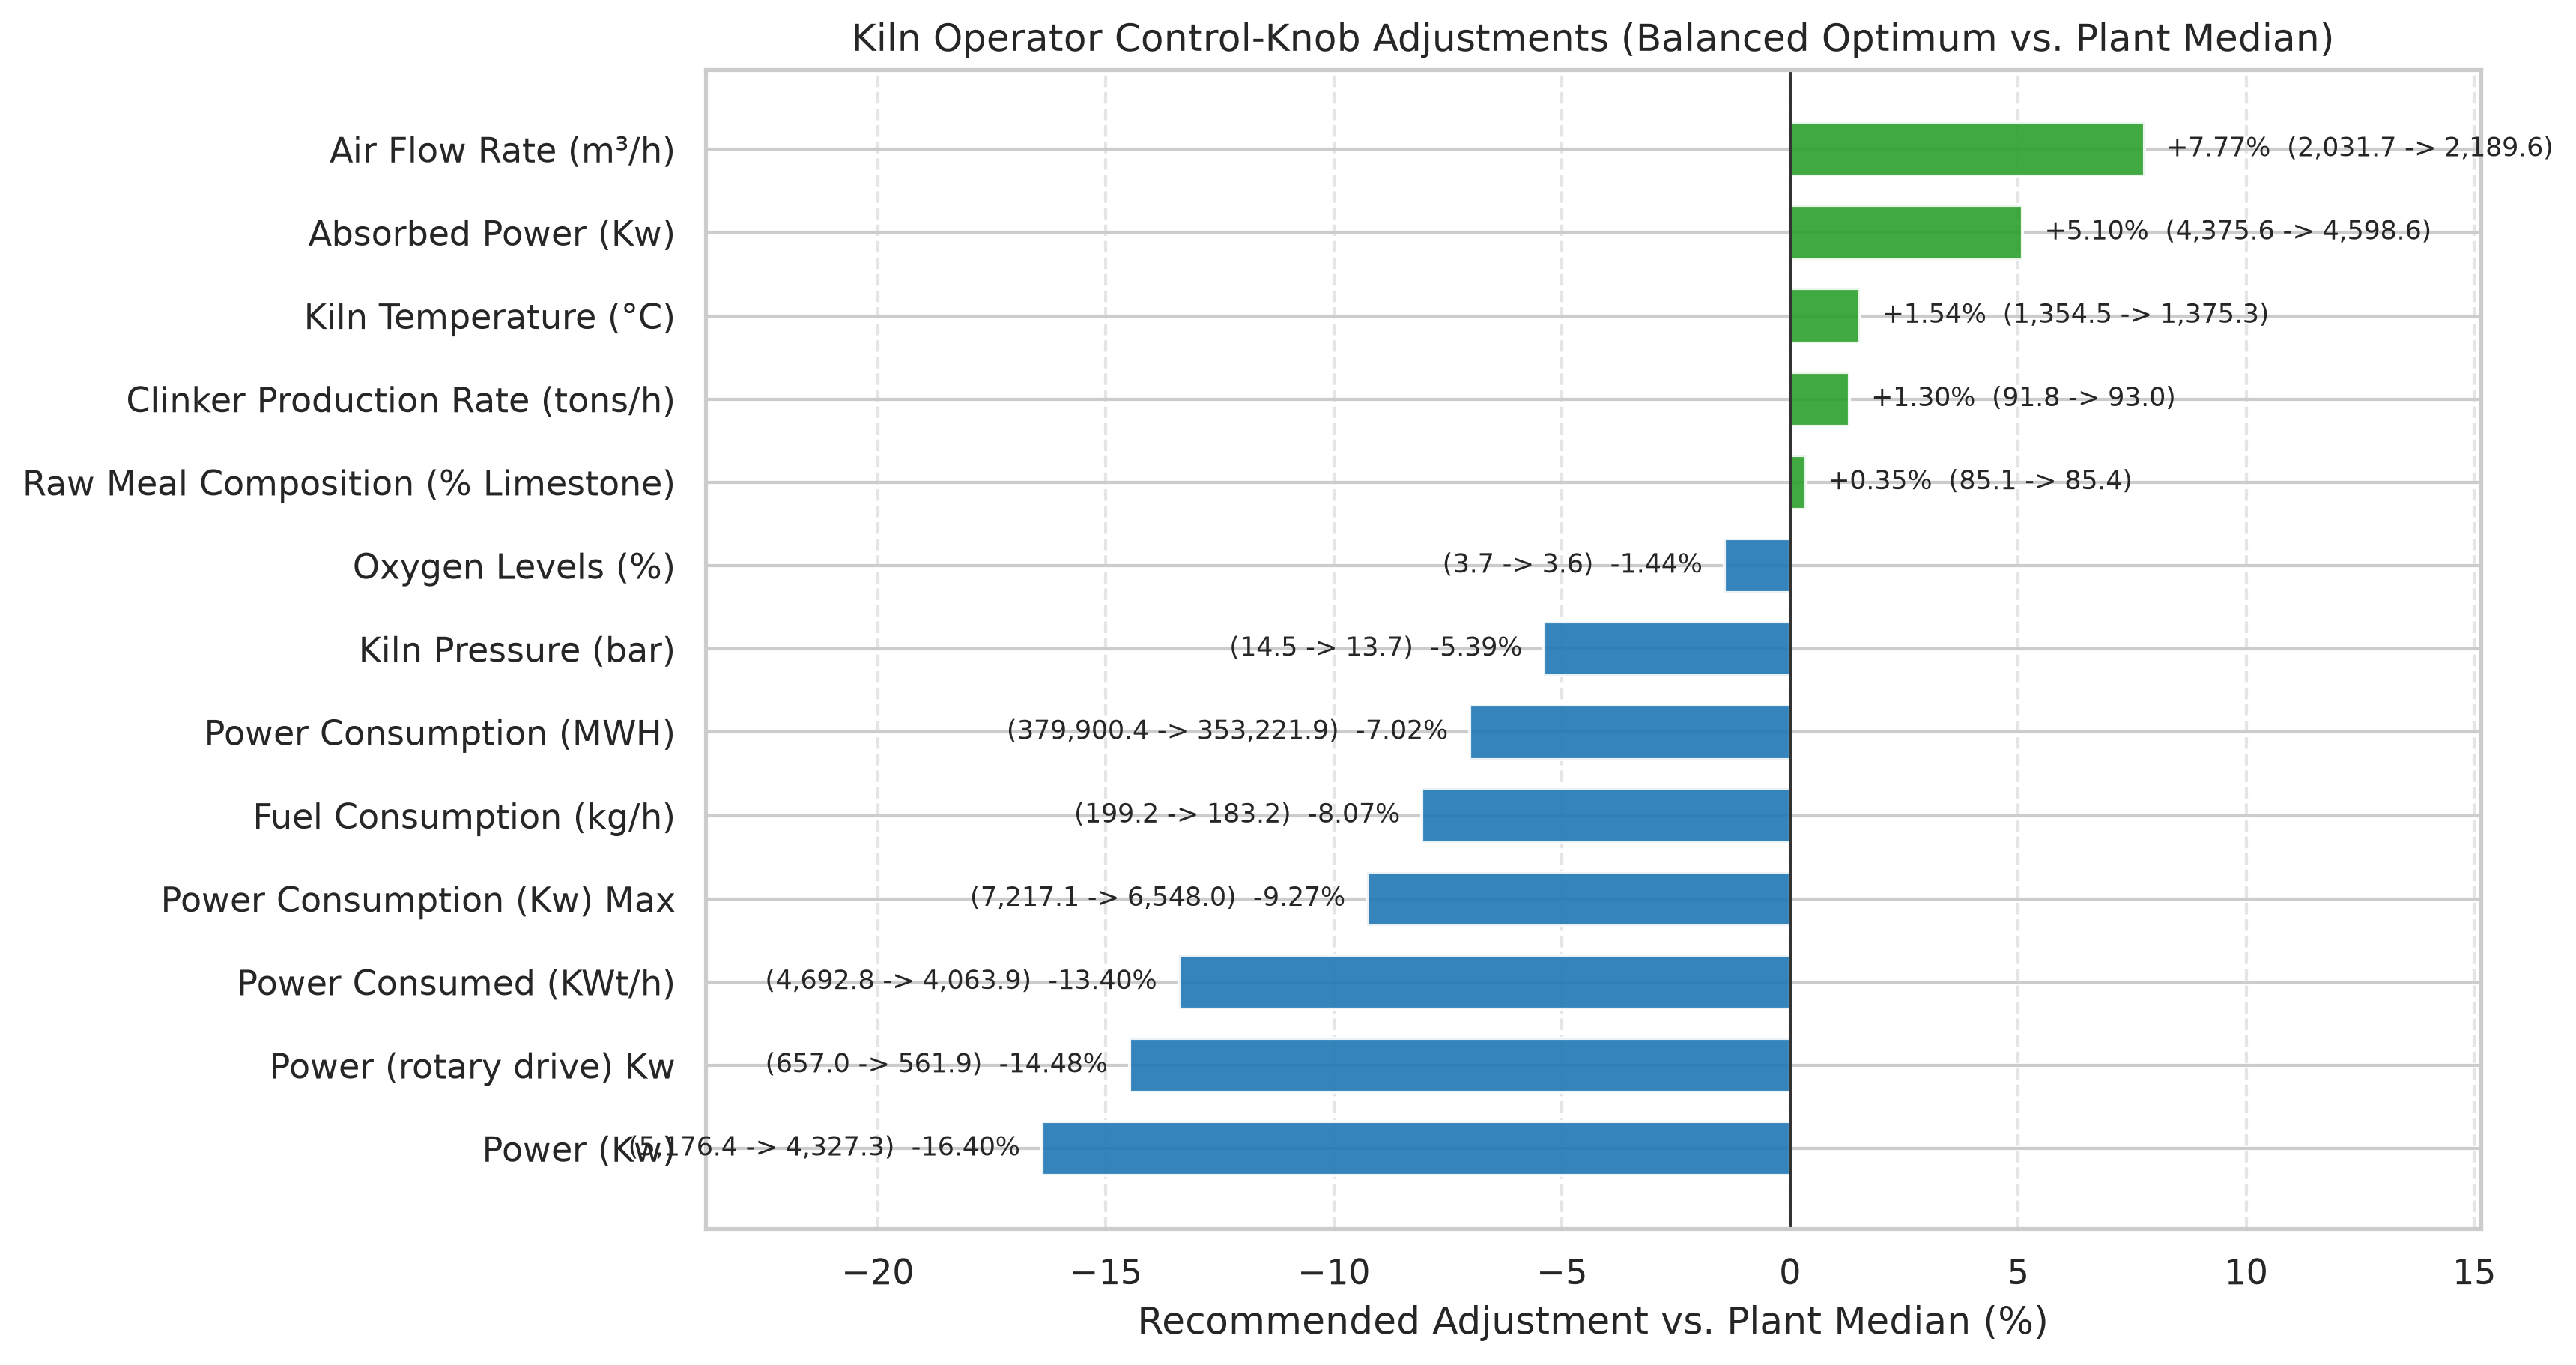 Kiln Operator Control-Knob Adjustments (Balanced Optimum vs. Plant Median)
Air Flow Rate (m³/h)
+7.77%  (2,031.7 -> 2,189.6)
Absorbed Power (Kw)
+5.10%  (4,375.6 -> 4,598.6)
Kiln Temperature (°C)
+1.54%  (1,354.5 -> 1,375.3)
Clinker Production Rate (tons/h)
+1.30%  (91.8 -> 93.0)
Raw Meal Composition (% Limestone)
+0.35%  (85.1 -> 85.4)
Oxygen Levels (%)
(3.7 -> 3.6)  -1.44%
Kiln Pressure (bar)
(14.5 -> 13.7)  -5.39%
Power Consumption (MWH)
(379,900.4 -> 353,221.9)  -7.02%
Fuel Consumption (kg/h)
(199.2 -> 183.2)  -8.07%
Power Consumption (Kw) Max
(7,217.1 -> 6,548.0)  -9.27%
Power Consumed (KWt/h)
(4,692.8 -> 4,063.9)  -13.40%
Power (rotary drive) Kw
(657.0 -> 561.9)  -14.48%
Power (Kw)
(5,176.4 -> 4,327.3)  -16.40%
−20 −15 −10 −5 0 5 10 15
Recommended Adjustment vs. Plant Median (%)